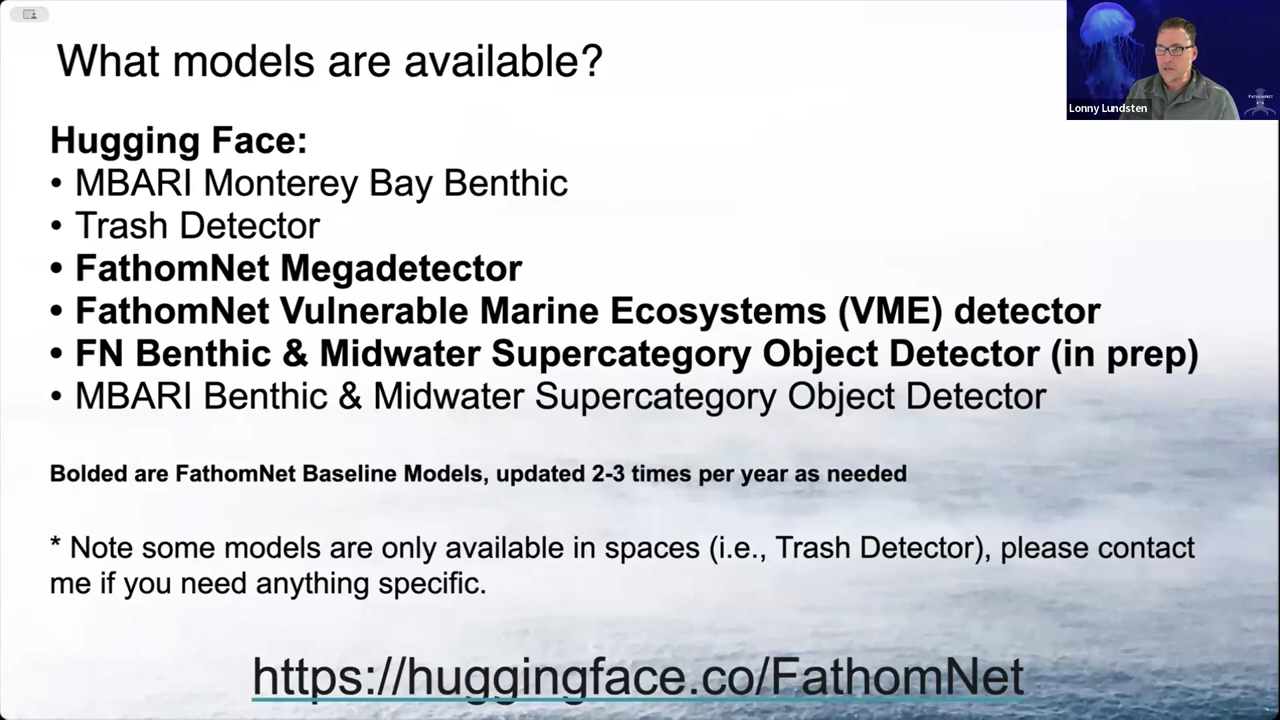 What models are available?
Lonny Lundsten
FATHOMNET
Hugging Face:
• MBARI Monterey Bay Benthic
• Trash Detector
• FathomNet Megadetector
• FathomNet Vulnerable Marine Ecosystems (VME) detector
• FN Benthic & Midwater Supercategory Object Detector (in prep)
• MBARI Benthic & Midwater Supercategory Object Detector
Bolded are FathomNet Baseline Models, updated 2-3 times per year as needed
* Note some models are only available in spaces (i.e., Trash Detector), please contact
me if you need anything specific.
https://huggingface.co/FathomNet